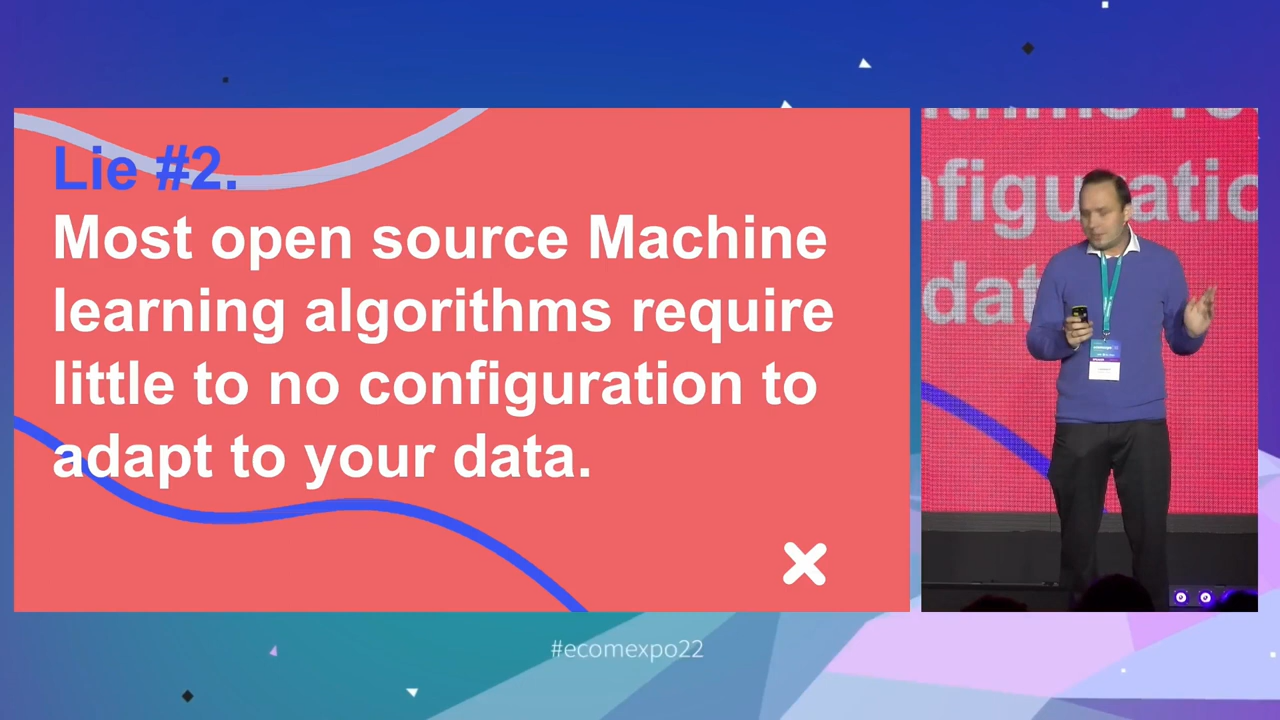 Lie #2.
Most open source Machine
learning algorithms require
little to no configuration to
adapt to your data.
#ecomexpo22